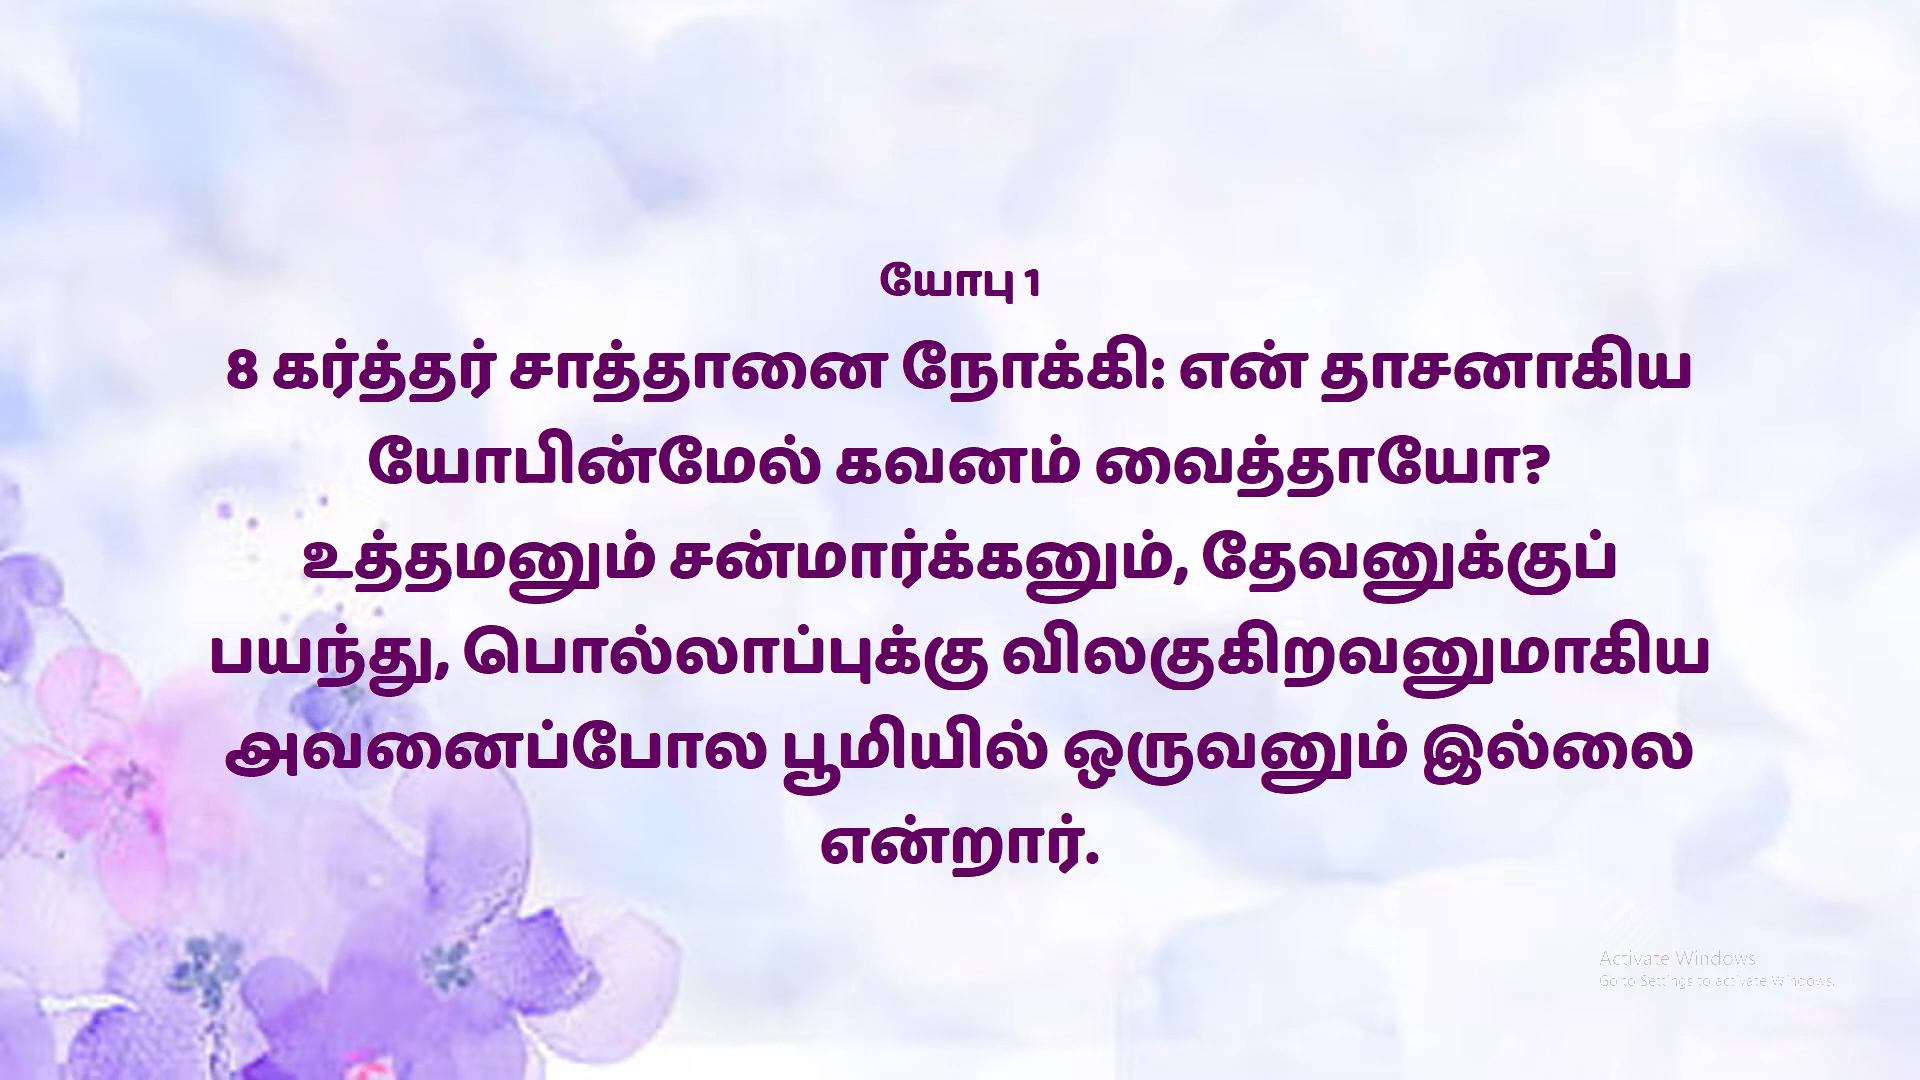 யோபு 1
8 கர்த்தர் சாத்தானை நோக்கி: என் தாசனாகிய
யோபின்மேல் கவனம் வைத்தாயோ?
உத்தமனும் சன்மார்க்கனும், தேவனுக்குப்
பயந்து, பொல்லாப்புக்கு விலகுகிறவனுமாகிய
அவனைப்போல பூமியில் ஒருவனும் இல்லை
என்றார்.
Activate Windows
Go to Settings to activate Windows.